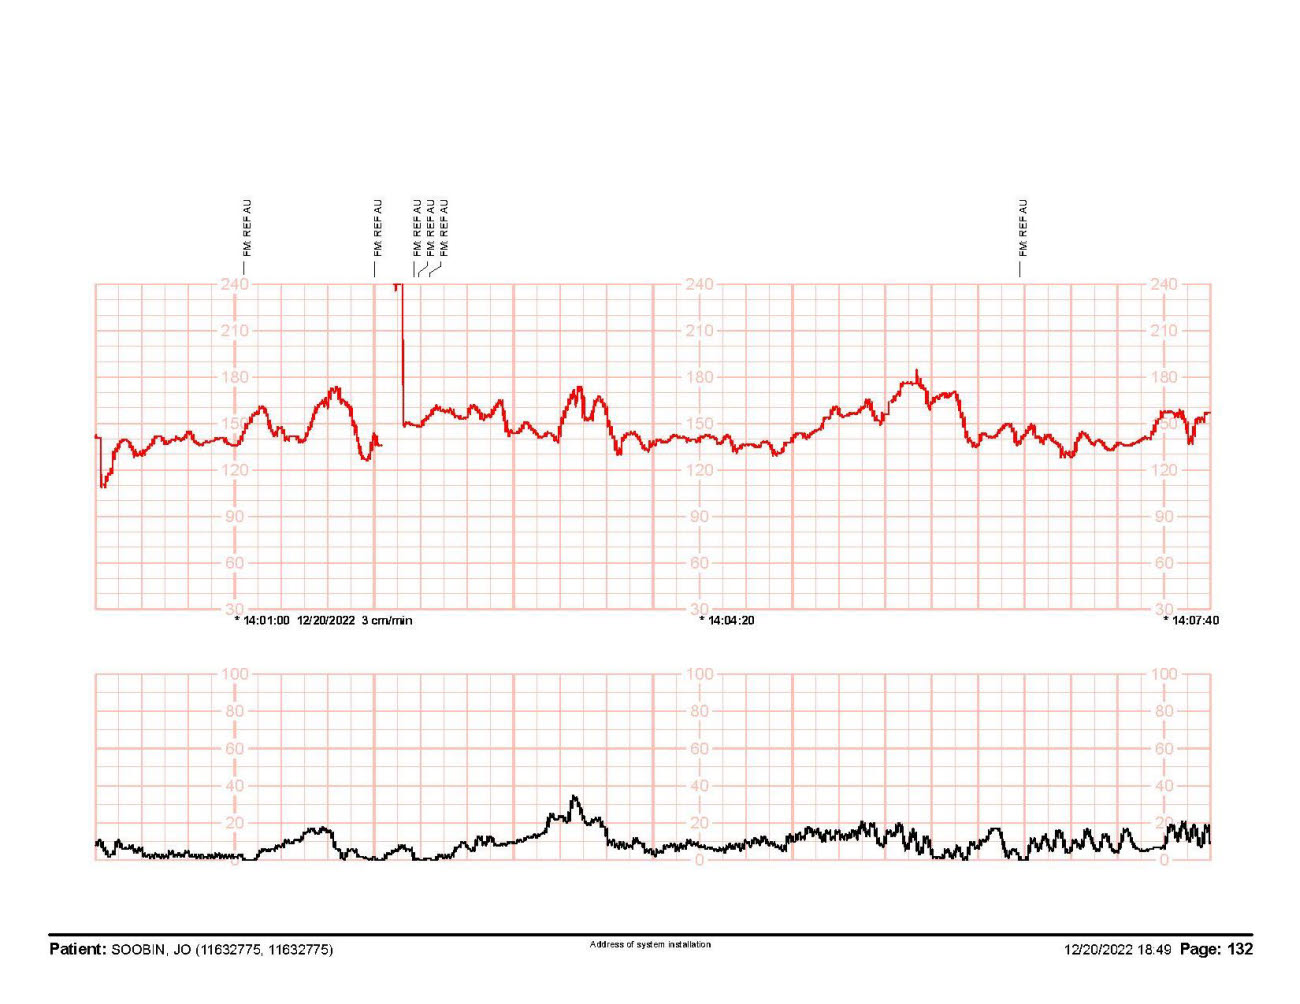 FM: REF AU
FM: REF AU
FM: REF AU
FM: REF AU
FM: REF AU
FM: REF AU
240 240 240
210 210 210
180 180 180
150 150 150
120 120 120
90 90 90
60 60 60
30 30 30
* 14:01:00 12/20/2022 3 cm/min * 14:04:20 * 14:07:40
100 100 100
80 80 80
60 60 60
40 40 40
20 20 20
0 0 0
Patient: SOOBIN, JO (11632775, 11632775) Address of system installation 12/20/2022 18:49 Page: 132